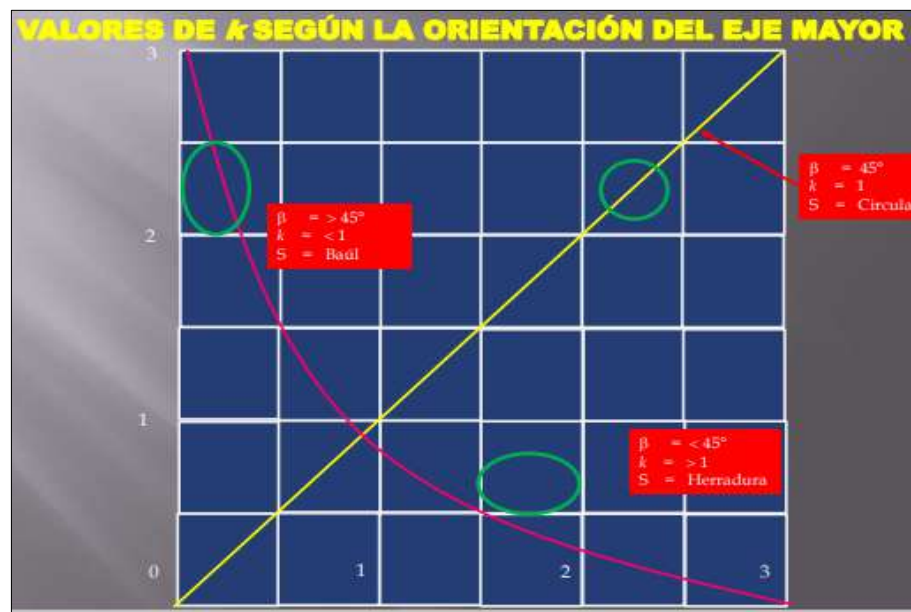 VALORES DE k SEGÚN LA ORIENTACIÓN DEL EJE MAYOR
3
β = 45°
k = 1
S = Circula
β = > 45°
k = < 1
S = Baúl
2
1
β = < 45°
k = > 1
S = Herradura
0 1 2 3